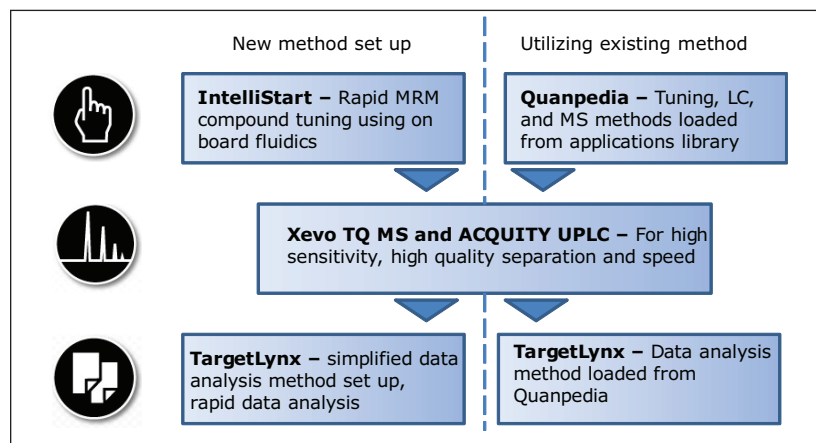 New method set up
Utilizing existing method
IntelliStart – Rapid MRM
compound tuning using on
board fluidics
Quanpedia – Tuning, LC,
and MS methods loaded
from applications library
Xevo TQ MS and ACQUITY UPLC – For high
sensitivity, high quality separation and speed
TargetLynx – simplified data
analysis method set up,
rapid data analysis
TargetLynx – Data analysis
method loaded from
Quanpedia